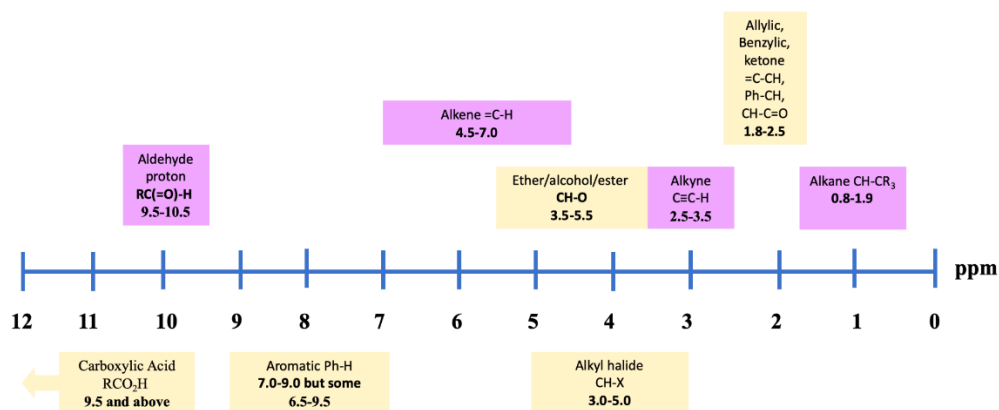 Allylic,
Benzylic,
ketone
=C-CH,
Ph-CH,
CH-C=O
1.8-2.5
Alkene =C-H
4.5-7.0
Aldehyde
proton
RC(=O)-H
9.5-10.5
Ether/alcohol/ester
CH-O
3.5-5.5
Alkyne
C≡C-H
2.5-3.5
Alkane CH-CR₃
0.8-1.9
ppm
12 11 10 9 8 7 6 5 4 3 2 1 0
Carboxylic Acid
RCO₂H
9.5 and above
Aromatic Ph-H
7.0-9.0 but some
6.5-9.5
Alkyl halide
CH-X
3.0-5.0